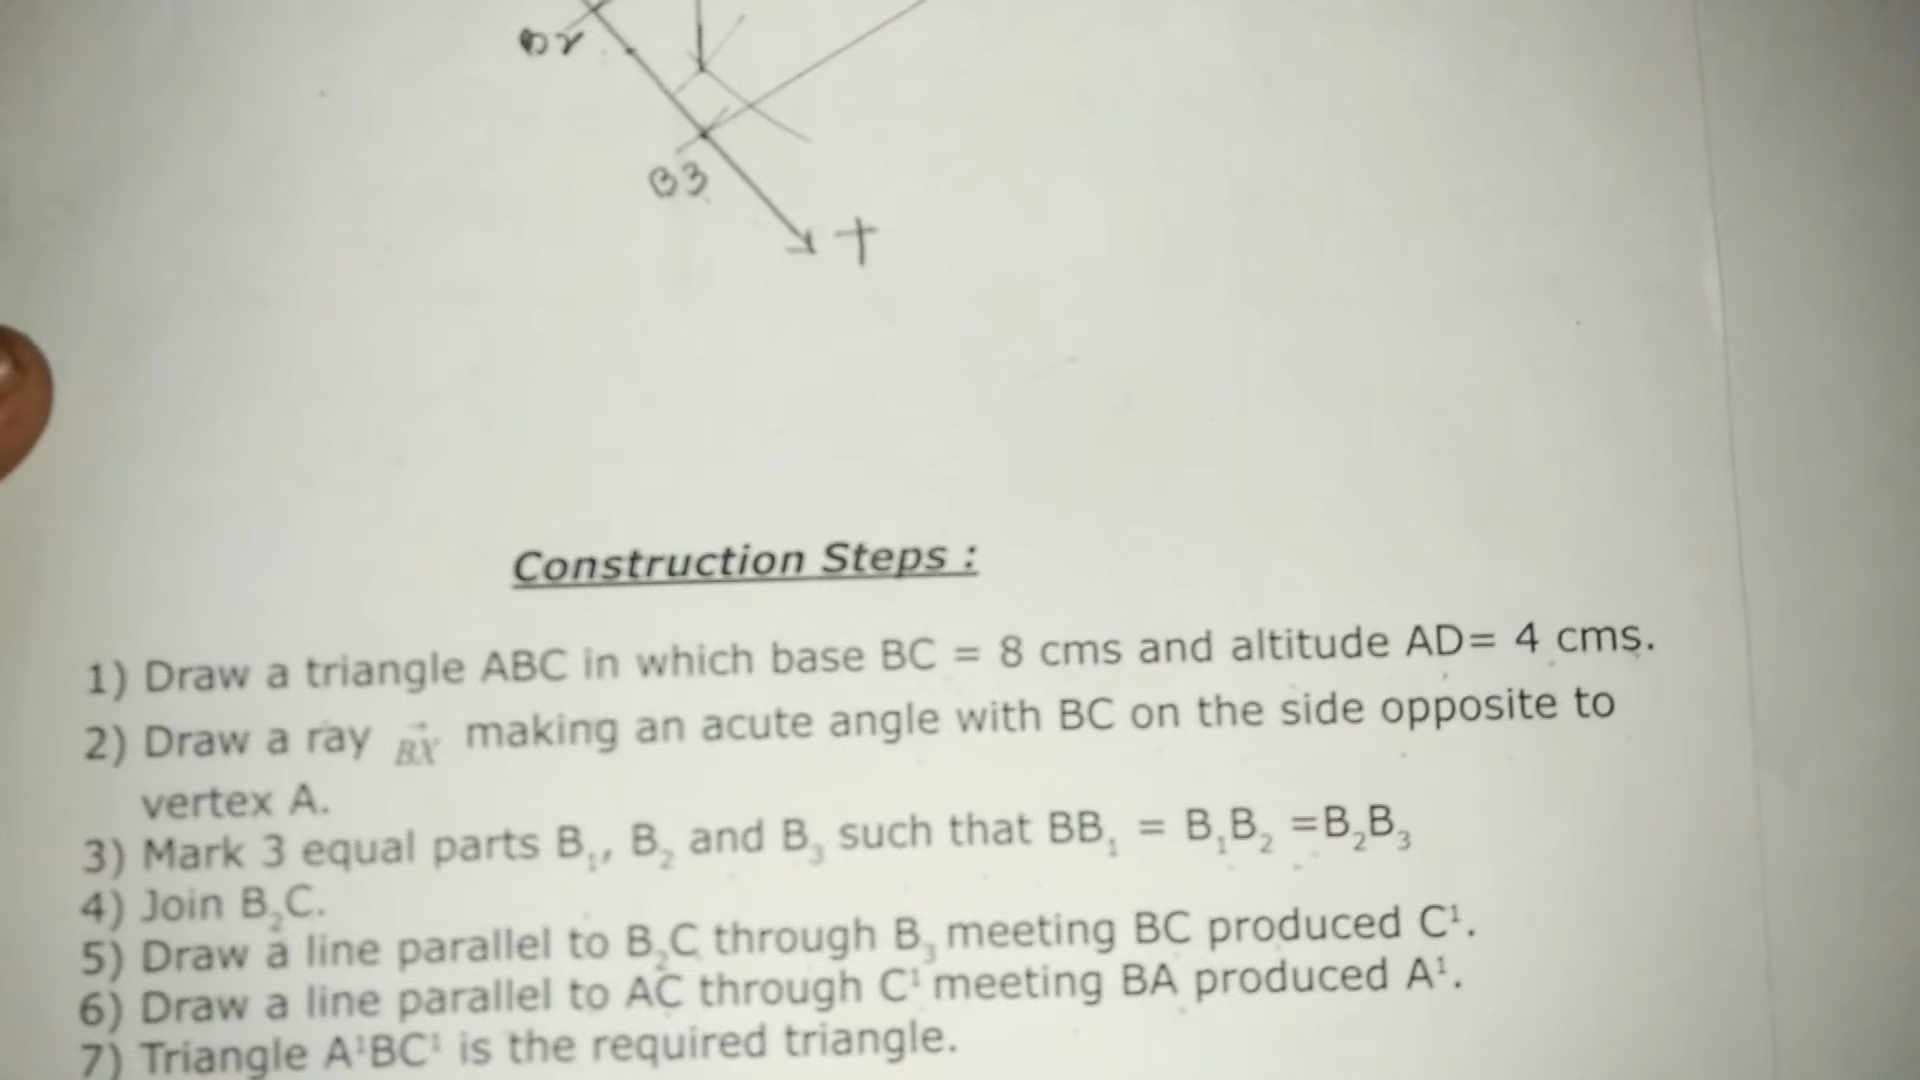 B2
B3
X
Construction Steps :
1) Draw a triangle ABC in which base BC = 8 cms and altitude AD= 4 cms.
2) Draw a ray BX making an acute angle with BC on the side opposite to
vertex A.
3) Mark 3 equal parts B₁, B₂ and B₃ such that BB₁ = B₁B₂ =B₂B₃
4) Join B₂C.
5) Draw a line parallel to B₂C through B₃ meeting BC produced C¹.
6) Draw a line parallel to AC through C¹ meeting BA produced A¹.
7) Triangle A¹BC¹ is the required triangle.